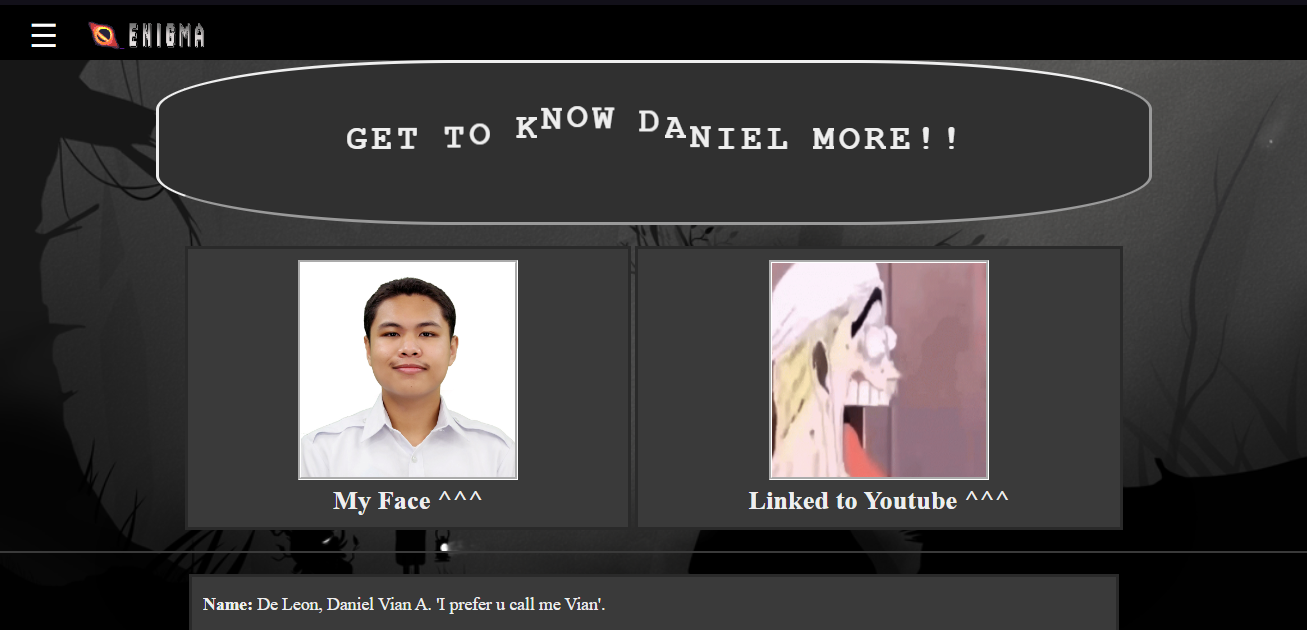 ENIGMA
GET TO KNOW DANIEL MORE!!
My Face ^^^
Linked to Youtube ^^^
Name: De Leon, Daniel Vian A. 'I prefer u call me Vian'.